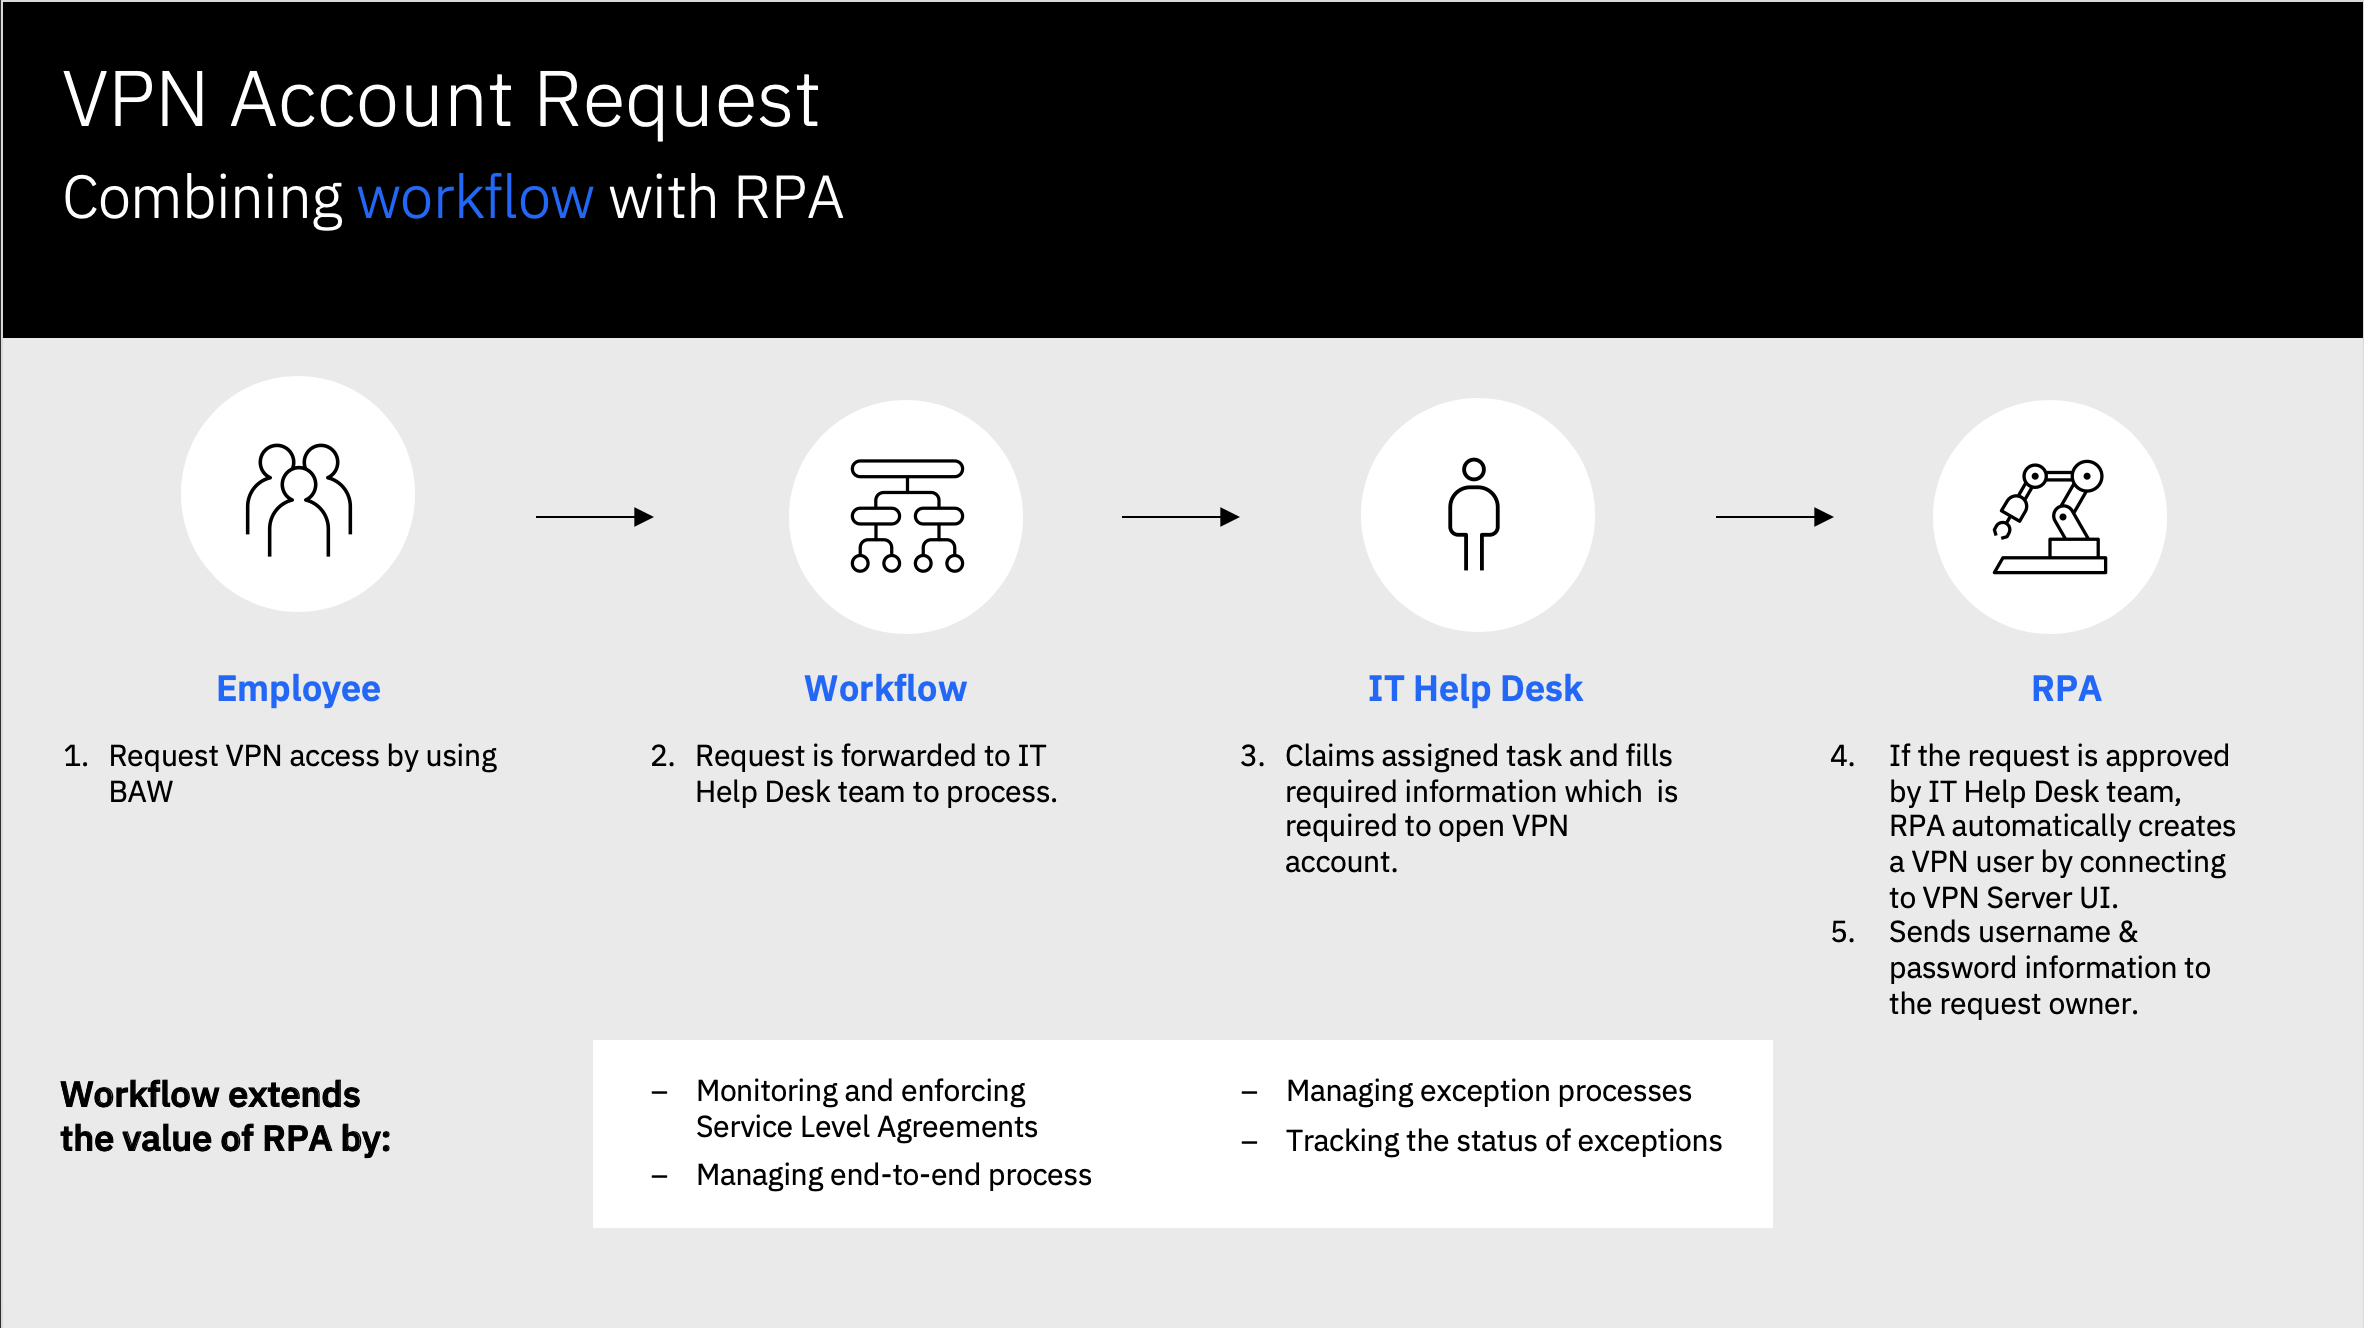 VPN Account Request
Combining workflow with RPA
Employee
1. Request VPN access by using
BAW
Workflow
2. Request is forwarded to IT
Help Desk team to process.
IT Help Desk
3. Claims assigned task and fills
required information which  is
required to open VPN
account.
RPA
4. If the request is approved
by IT Help Desk team,
RPA automatically creates
a VPN user by connecting
to VPN Server UI.
5. Sends username &
password information to
the request owner.
Workflow extends
the value of RPA by:
– Monitoring and enforcing
Service Level Agreements
– Managing end-to-end process
– Managing exception processes
– Tracking the status of exceptions